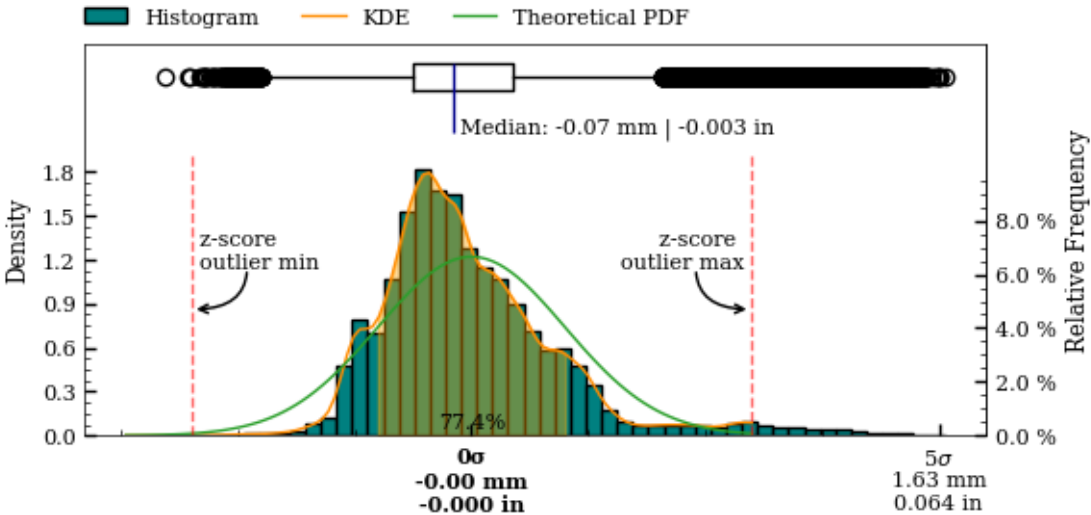 Histogram KDE Theoretical PDF
Median: -0.07 mm | -0.003 in
Density
1.8
1.5
1.2
0.9
0.6
0.3
0.0
z-score
outlier min
z-score
outlier max
77.4%
8.0 %
6.0 %
4.0 %
2.0 %
0.0 %
Relative Frequency
0σ
-0.00 mm
-0.000 in
5σ
1.63 mm
0.064 in